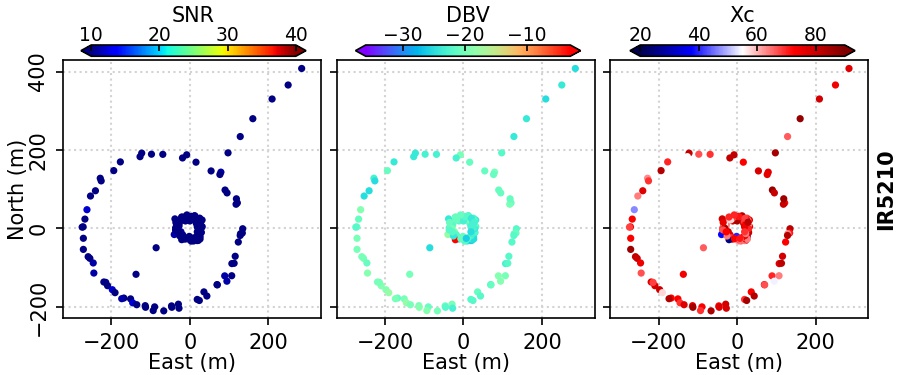 SNR DBV Xc
10 20 30 40 −30 −20 −10 20 40 60 80
400
200
0
−200
North (m)
IR5210
−200 0 200 −200 0 200 −200 0 200
East (m) East (m) East (m)